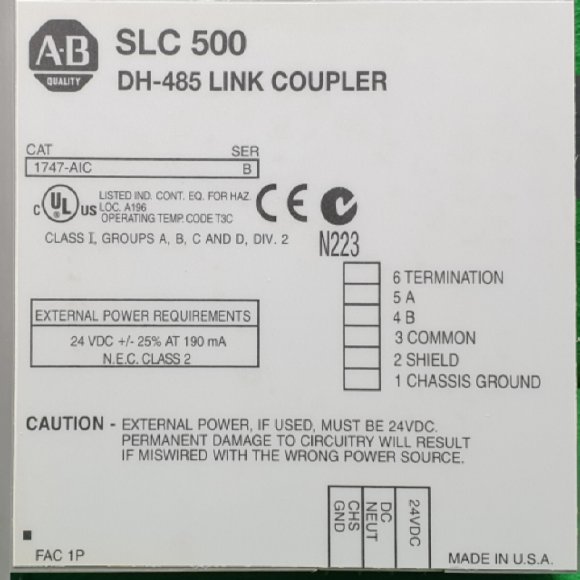 A-B
QUALITY
SLC 500
DH-485 LINK COUPLER
CAT SER
1747-AIC B
C UL US
LISTED IND. CONT. EQ. FOR HAZ.
LOC. A196
OPERATING TEMP. CODE T3C
CE
N223
CLASS I, GROUPS A, B, C AND D, DIV. 2
6 TERMINATION
5 A
4 B
3 COMMON
2 SHIELD
1 CHASSIS GROUND
EXTERNAL POWER REQUIREMENTS
24 VDC +/- 25% AT 190 mA
N.E.C. CLASS 2
CAUTION - EXTERNAL POWER, IF USED, MUST BE 24VDC.
PERMANENT DAMAGE TO CIRCUITRY WILL RESULT
IF MISWIRED WITH THE WRONG POWER SOURCE.
CHS
GND
DC
NEUT
24VDC
FAC 1P
MADE IN U.S.A.